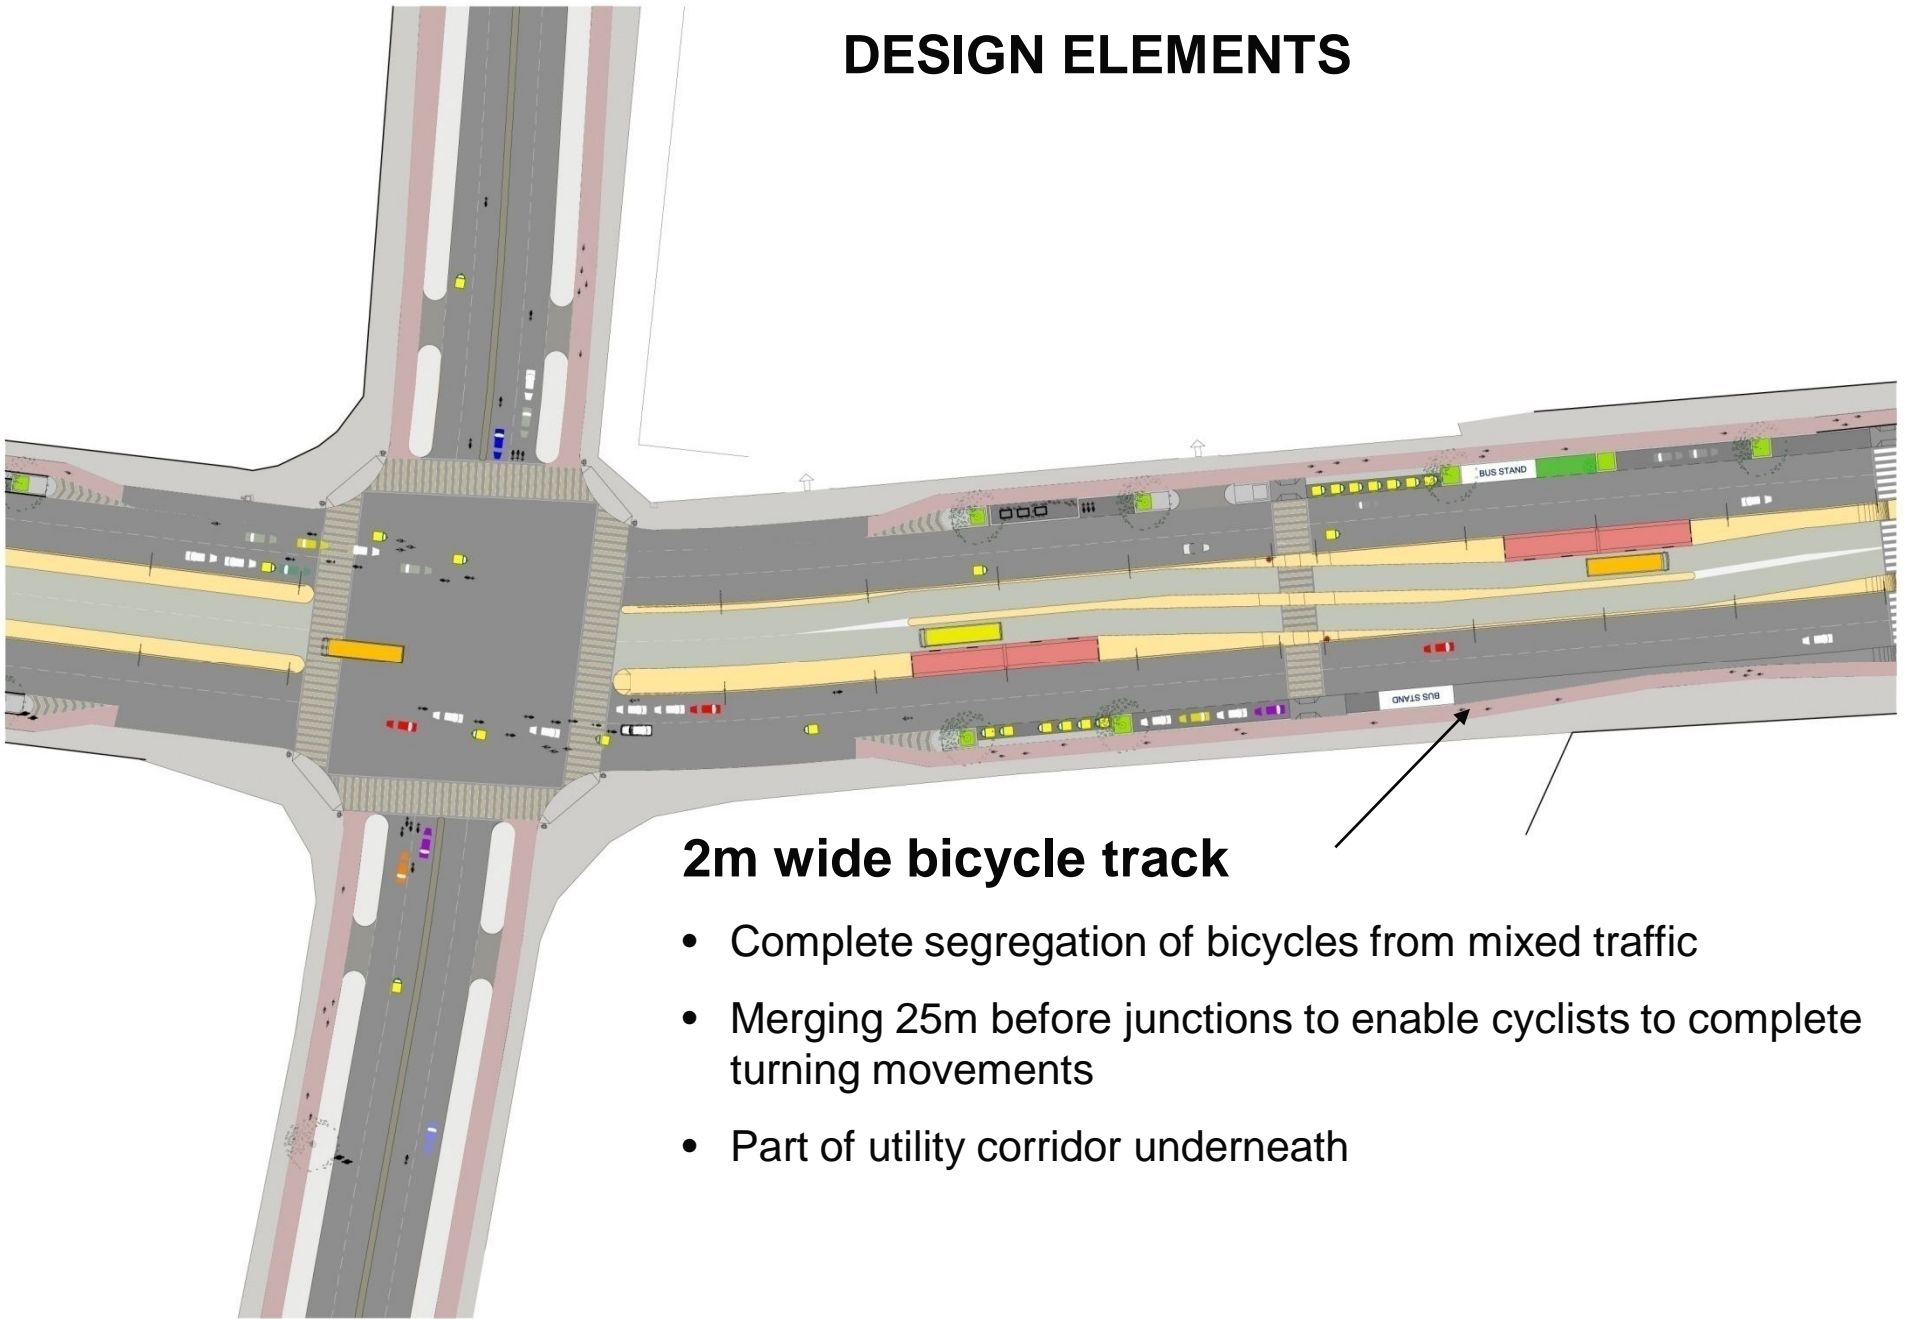 DESIGN ELEMENTS
BUS STAND
BUS STAND
2m wide bicycle track
• Complete segregation of bicycles from mixed traffic
• Merging 25m before junctions to enable cyclists to complete
turning movements
• Part of utility corridor underneath